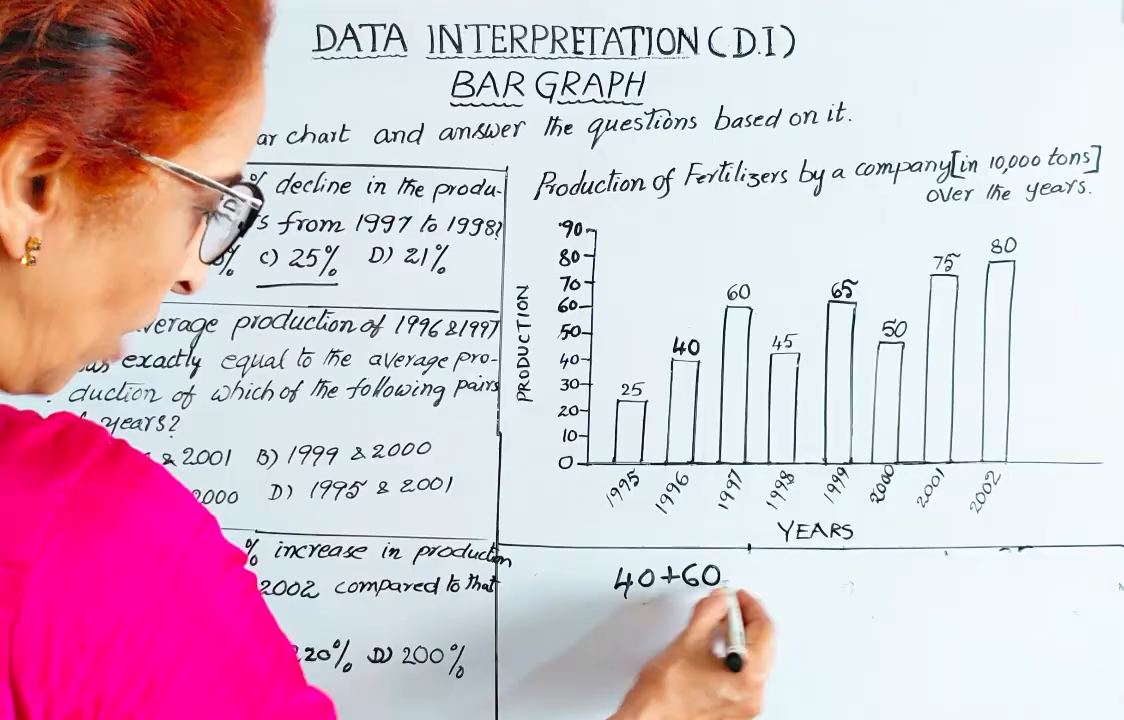 DATA INTERPRETATION (D.I)
BAR GRAPH
chart and answer the questions based on it.
% decline in the produ-
from 1997 to 1998?
% C) 25% D) 21%
production of 1996 & 1997
exactly equal to the average pro-
duction of which of the following pairs
years?
& 2001 B) 1999 & 2000
2000 D) 1995 & 2001
% increase in production
2002 compared to that
D) 200%
Production of Fertilizers by a company [in 10,000 tons]
over the years.
PRODUCTION
90
80
70
60
50
40
30
20
10
0
25
40
60
45
65
50
75
80
1995
1996
1997
1998
1999
2000
2001
2002
YEARS
40+60